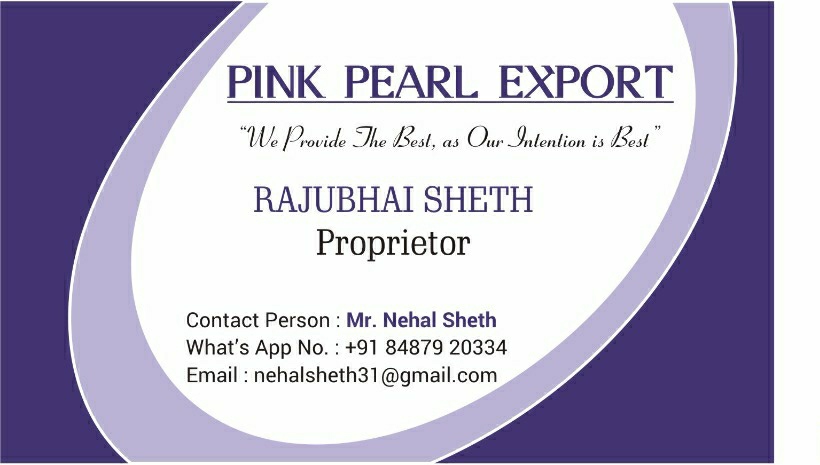 PINK PEARL EXPORT
“We Provide The Best, as Our Intention is Best”
RAJUBHAI SHETH
Proprietor
Contact Person : Mr. Nehal Sheth
What’s App No. : +91 84879 20334
Email : nehalsheth31@gmail.com